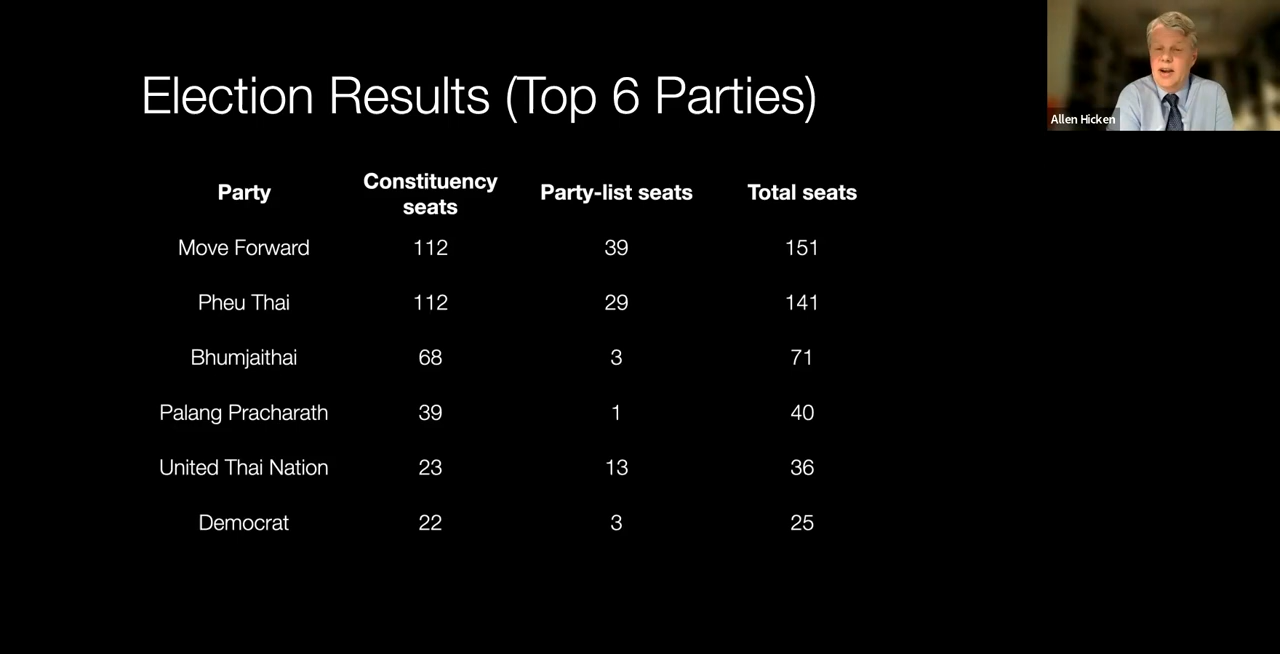 Election Results (Top 6 Parties)
Allen Hicken
Party Constituency seats Party-list seats Total seats
Move Forward 112 39 151
Pheu Thai 112 29 141
Bhumjaithai 68 3 71
Palang Pracharath 39 1 40
United Thai Nation 23 13 36
Democrat 22 3 25